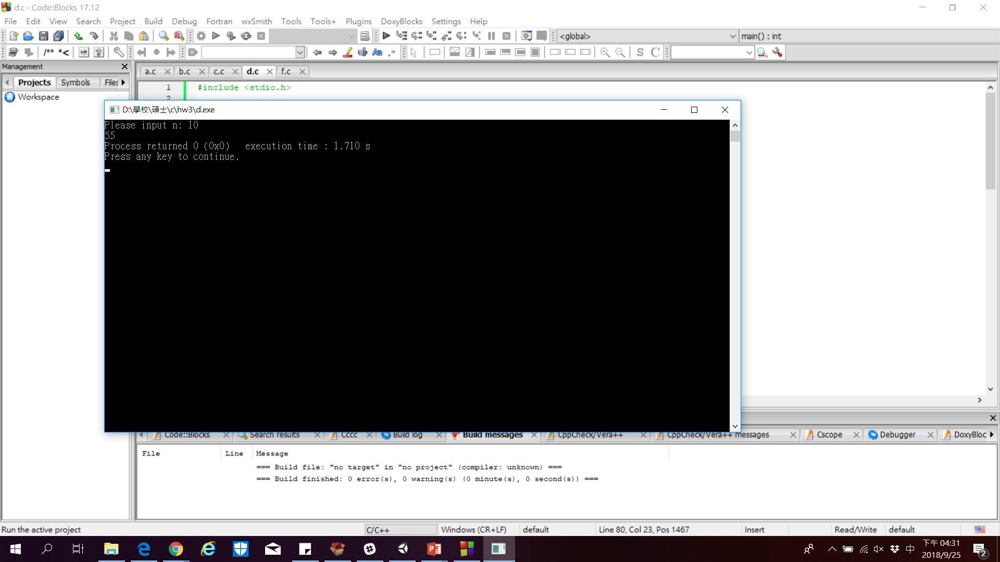 d.c - Code::Blocks 17.12
File Edit View Search Project Build Debug Fortran wxSmith Tools Tools+ Plugins DoxyBlocks Settings Help
<global> main() : int
/** *< Aa .* S C
Management
a.c b.c c.c d.c f.c
Projects Symbols Files
1 #include <stdio.h>
2
Workspace
D:\學校\碩士\c\hw3\d.exe
Please input n: 10
55
Process returned 0 (0x0) execution time : 1.710 s
Press any key to continue.
Code::Blocks Search results Cccc Build log Build messages CppCheck/Vera++ CppCheck/Vera++ messages Cscope Debugger DoxyBloc
File Line Message
=== Build file: "no target" in "no project" (compiler: unknown) ===
=== Build finished: 0 error(s), 0 warning(s) (0 minute(s), 0 second(s)) ===
Run the active project C/C++ Windows (CR+LF) default Line 80, Col 23, Pos 1467 Insert Read/Write default
中 下午 04:31
2018/9/25
2